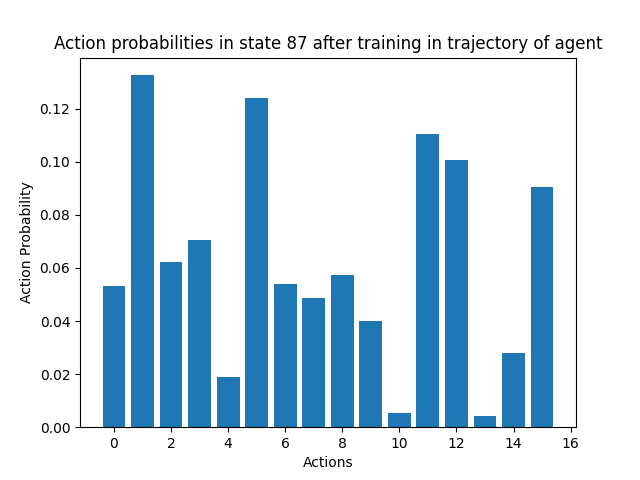 Action probabilities in state 87 after training in trajectory of agent
0.12
0.10
0.08
0.06
0.04
0.02
0.00
Action Probability
0 2 4 6 8 10 12 14 16
Actions